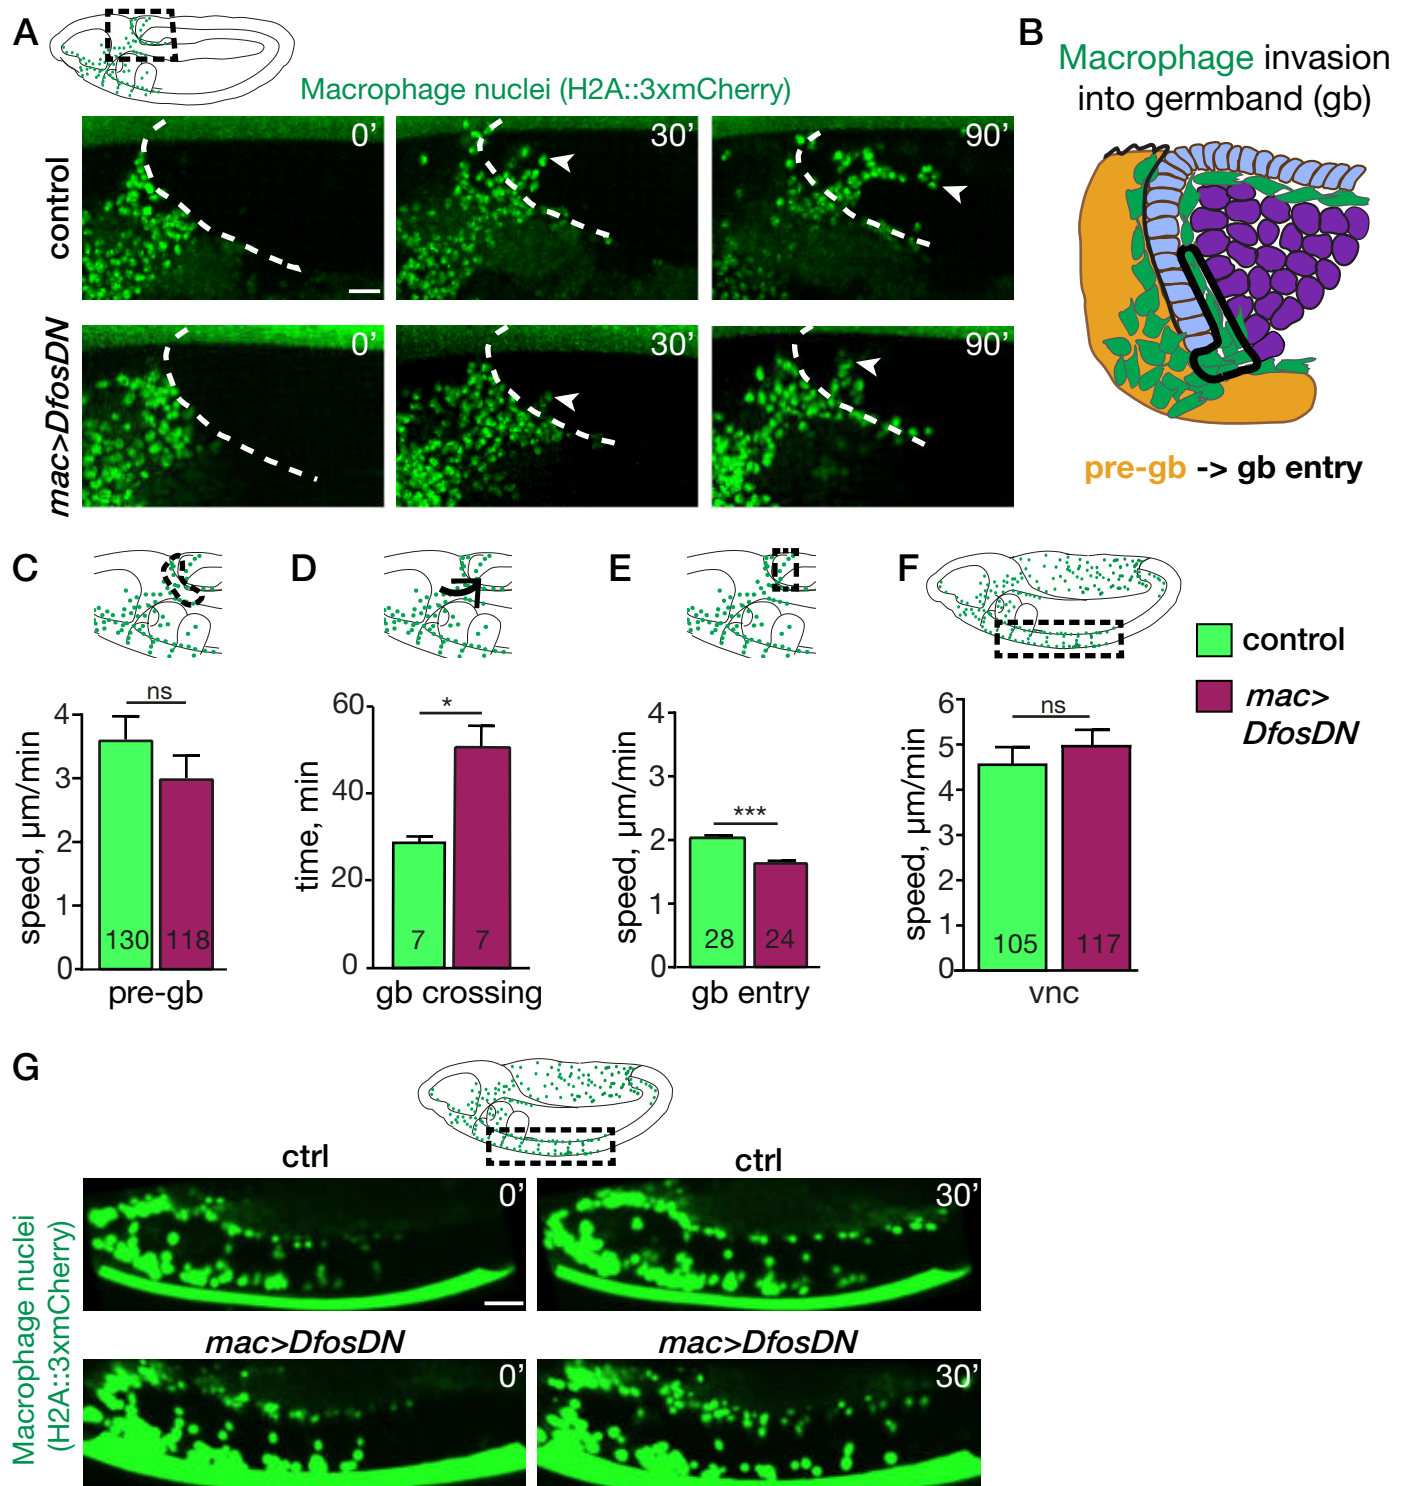 A
B
Macrophage nuclei (H2A::3xmCherry)
Macrophage invasion
into germband (gb)
control
0’
30’
90’
mac>DfosDN
0’
30’
90’
pre-gb -> gb entry
C
D
E
F
control
mac>
DfosDN
speed, µm/min
4
3
2
1
0
ns
130
118
pre-gb
time, min
60
40
20
0
*
7
7
gb crossing
speed, µm/min
4
3
2
1
0
***
28
24
gb entry
speed, µm/min
6
5
4
3
2
1
0
ns
105
117
vnc
G
Macrophage nuclei
(H2A::3xmCherry)
ctrl
ctrl
0’
30’
mac>DfosDN
mac>DfosDN
0’
30’